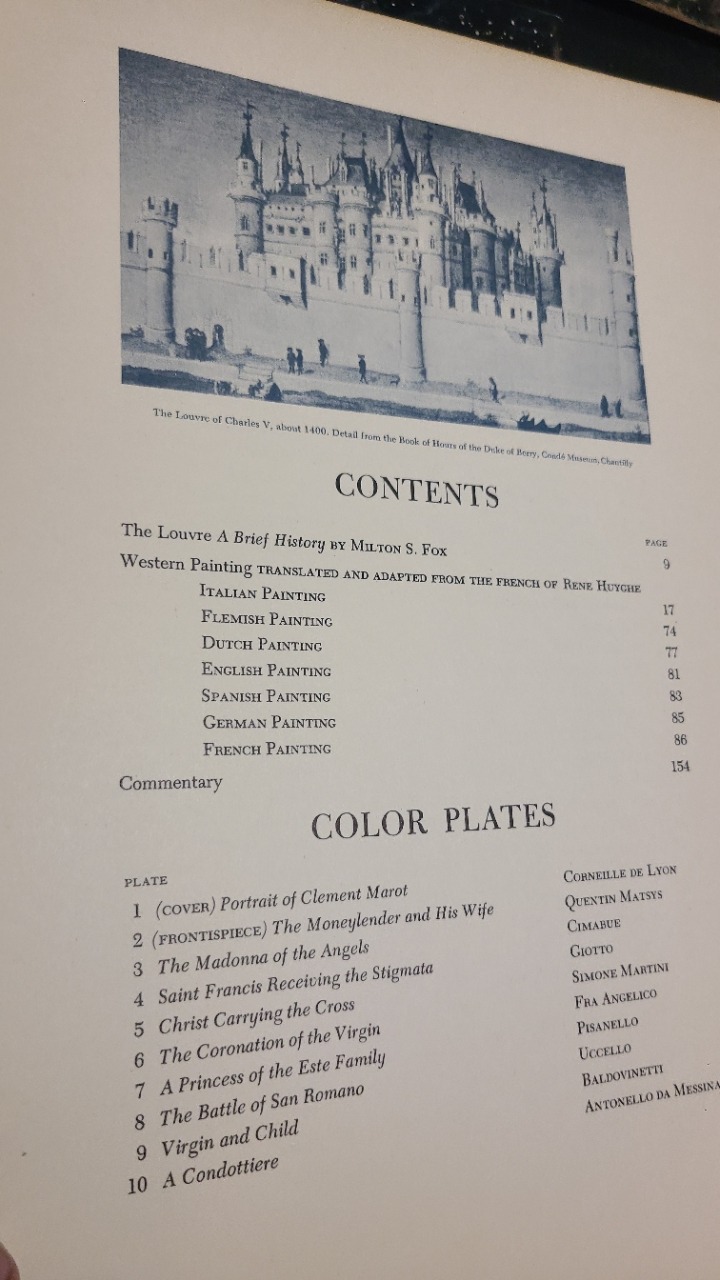 The Louvre of Charles V, about 1400. Detail from the Book of Hours of the Duke of Berry, Condé Museum, Chantilly
CONTENTS
PAGE
The Louvre A Brief History BY MILTON S. FOX 9
Western Painting TRANSLATED AND ADAPTED FROM THE FRENCH OF RENE HUYGHE
ITALIAN PAINTING 17
FLEMISH PAINTING 74
DUTCH PAINTING 77
ENGLISH PAINTING 81
SPANISH PAINTING 83
GERMAN PAINTING 85
FRENCH PAINTING 86
Commentary 154
COLOR PLATES
PLATE
1 (COVER) Portrait of Clement Marot CORNEILLE DE LYON
2 (FRONTISPIECE) The Moneylender and His Wife QUENTIN MATSYS
3 The Madonna of the Angels CIMABUE
4 Saint Francis Receiving the Stigmata GIOTTO
5 Christ Carrying the Cross SIMONE MARTINI
6 The Coronation of the Virgin FRA ANGELICO
7 A Princess of the Este Family PISANELLO
8 The Battle of San Romano UCCELLO
9 Virgin and Child BALDOVINETTI
10 A Condottiere ANTONELLO DA MESSINA